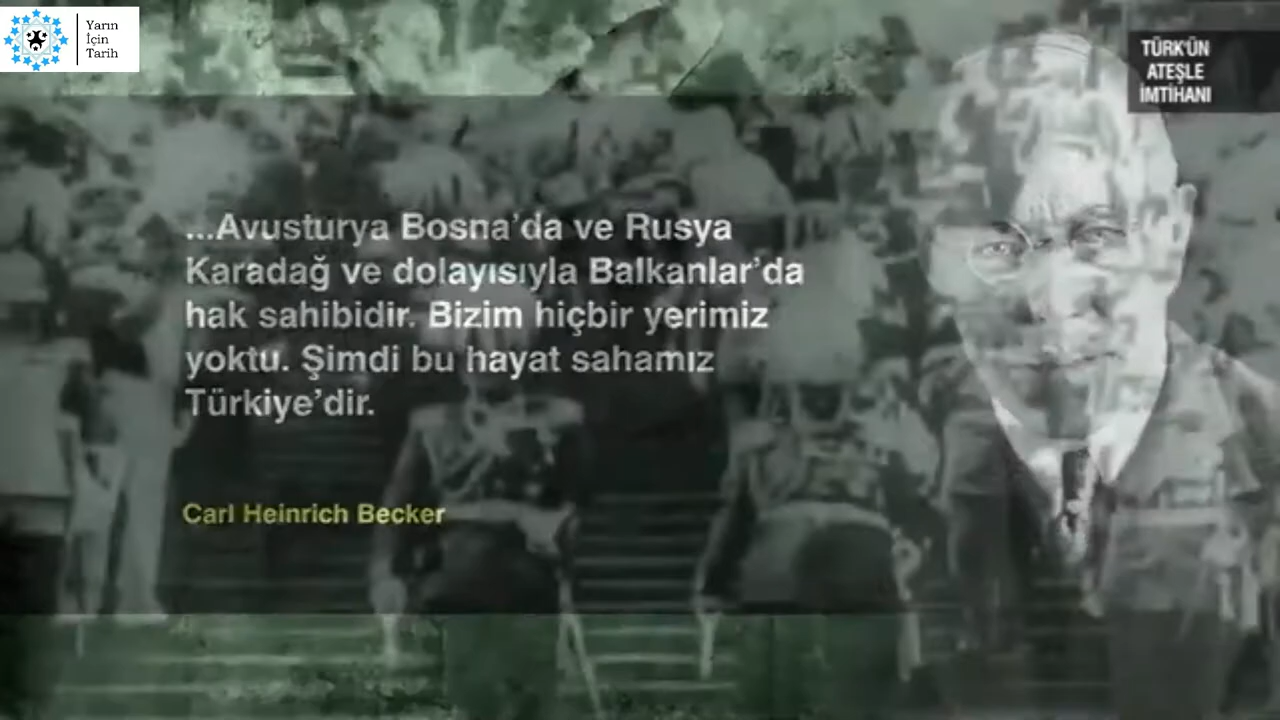 Yarın
İçin
Tarih
TÜRK'ÜN
ATEŞLE
İMTİHANI
...Avusturya Bosna'da ve Rusya
Karadağ ve dolayısıyla Balkanlar'da
hak sahibidir. Bizim hiçbir yerimiz
yoktu. Şimdi bu hayat sahamız
Türkiye'dir.
Carl Heinrich Becker